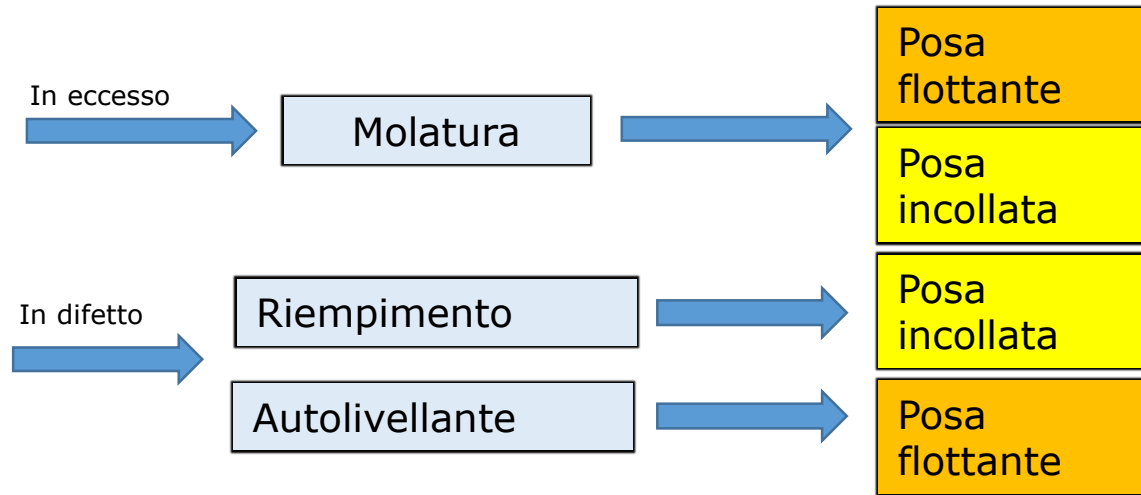 In eccesso
Molatura
Posa
flottante
Posa
incollata
In difetto
Riempimento
Posa
incollata
Autolivellante
Posa
flottante